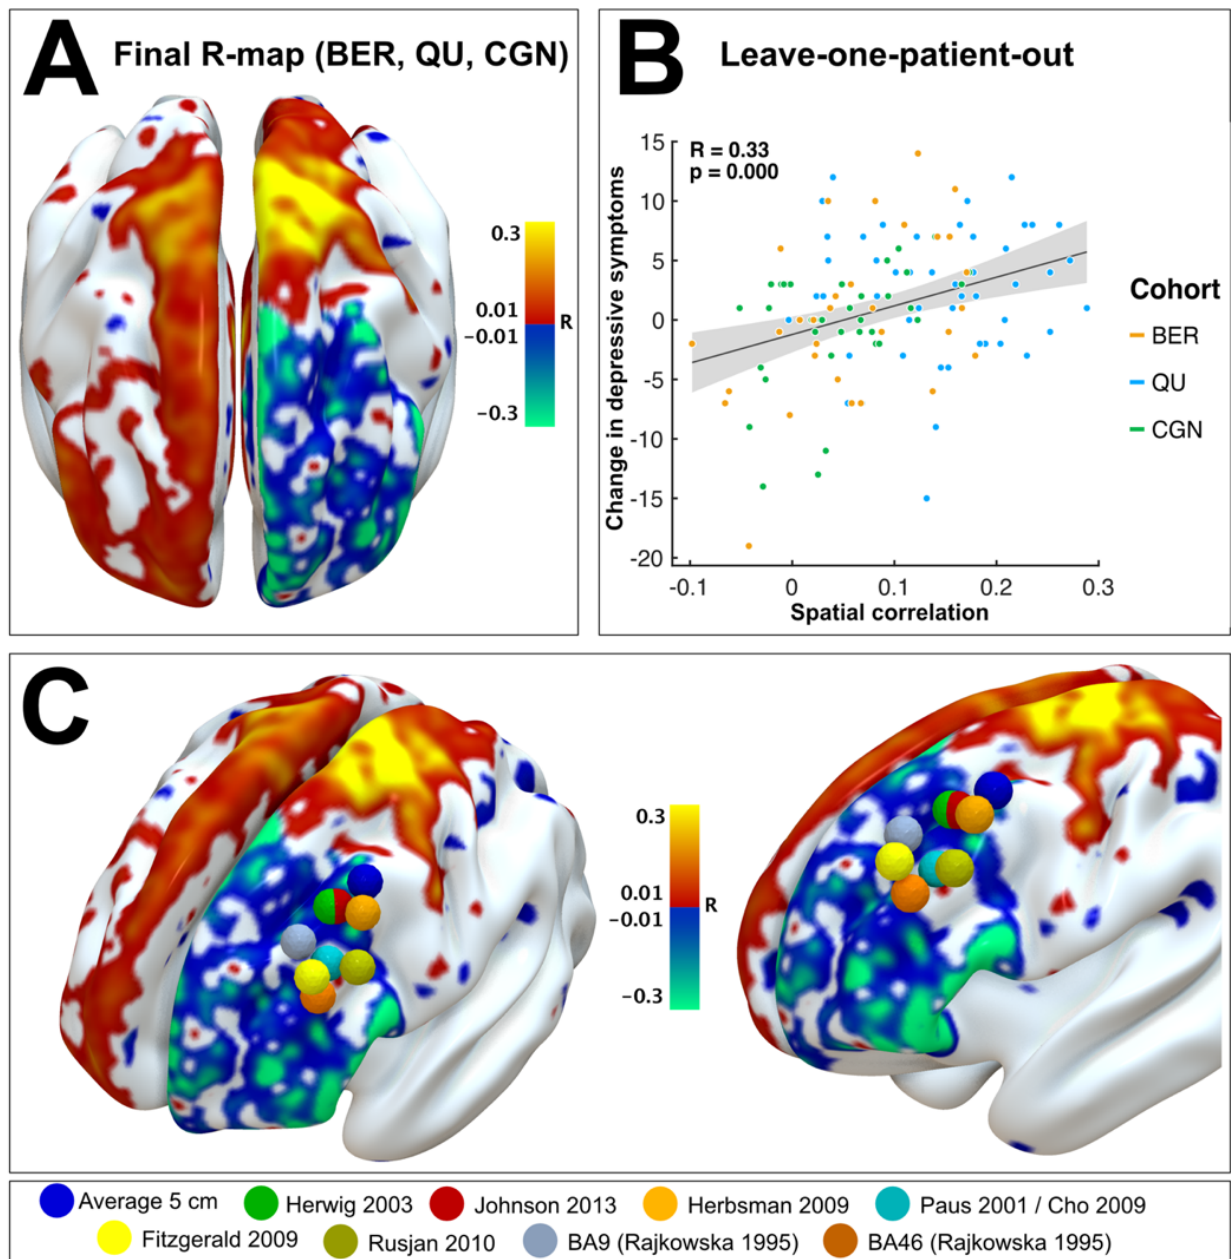 A Final R-map (BER, QU, CGN)
0.3
0.01
-0.01
R
-0.3
B Leave-one-patient-out
R = 0.33
p = 0.000
Change in depressive symptoms
15
10
5
0
-5
-10
-15
-20
-0.1 0 0.1 0.2 0.3
Spatial correlation
Cohort
BER
QU
CGN
C
0.3
0.01
-0.01
R
-0.3
Average 5 cm Herwig 2003 Johnson 2013 Herbsman 2009 Paus 2001 / Cho 2009
Fitzgerald 2009 Rusjan 2010 BA9 (Rajkowska 1995) BA46 (Rajkowska 1995)